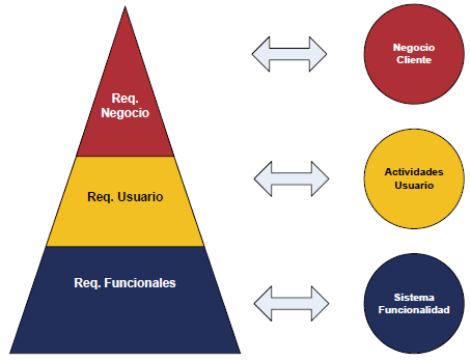 Req.
Negocio
Negocio
Cliente
Req. Usuario
Actividades
Usuario
Req. Funcionales
Sistema
Funcionalidad